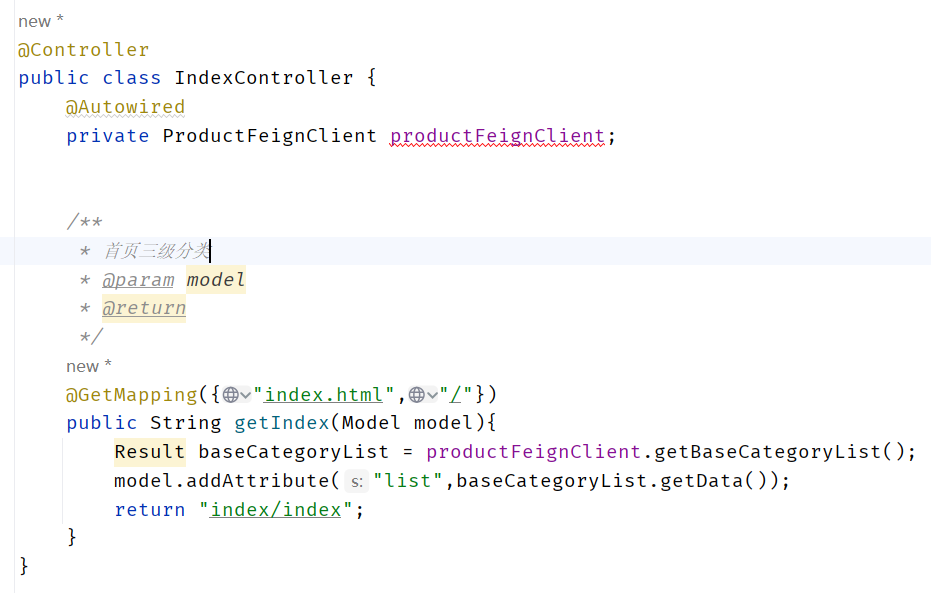 new *
@Controller
public class IndexController {
@Autowired
private ProductFeignClient productFeignClient;
/**
* 首页三级分类
* @param model
* @return
*/
new *
@GetMapping({"index.html","/"})
public String getIndex(Model model){
Result baseCategoryList = productFeignClient.getBaseCategoryList();
model.addAttribute( s: "list",baseCategoryList.getData());
return "index/index";
}
}